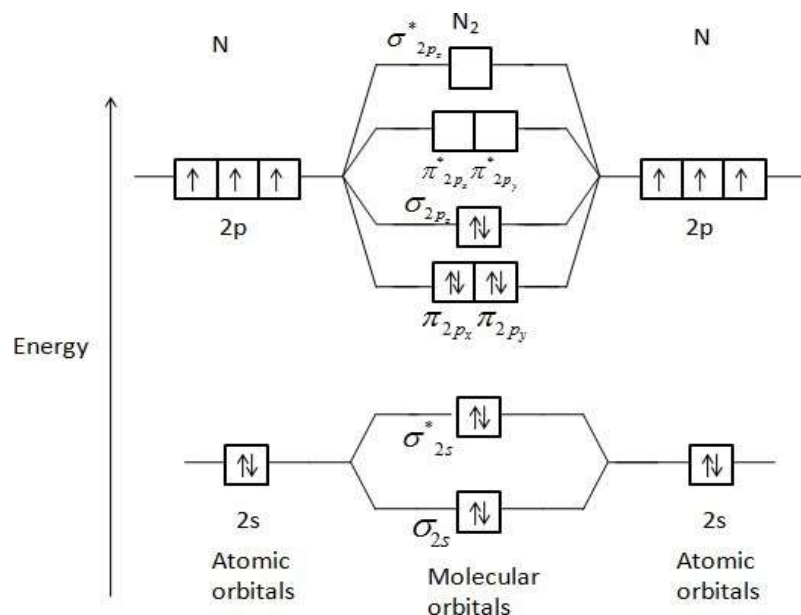 N
N₂
N
σ*₂pz
π*₂pz π*₂py
2p
σ₂pz
2p
π₂px π₂py
Energy
σ*₂s
2s
σ₂s
2s
Atomic
orbitals
Molecular
orbitals
Atomic
orbitals